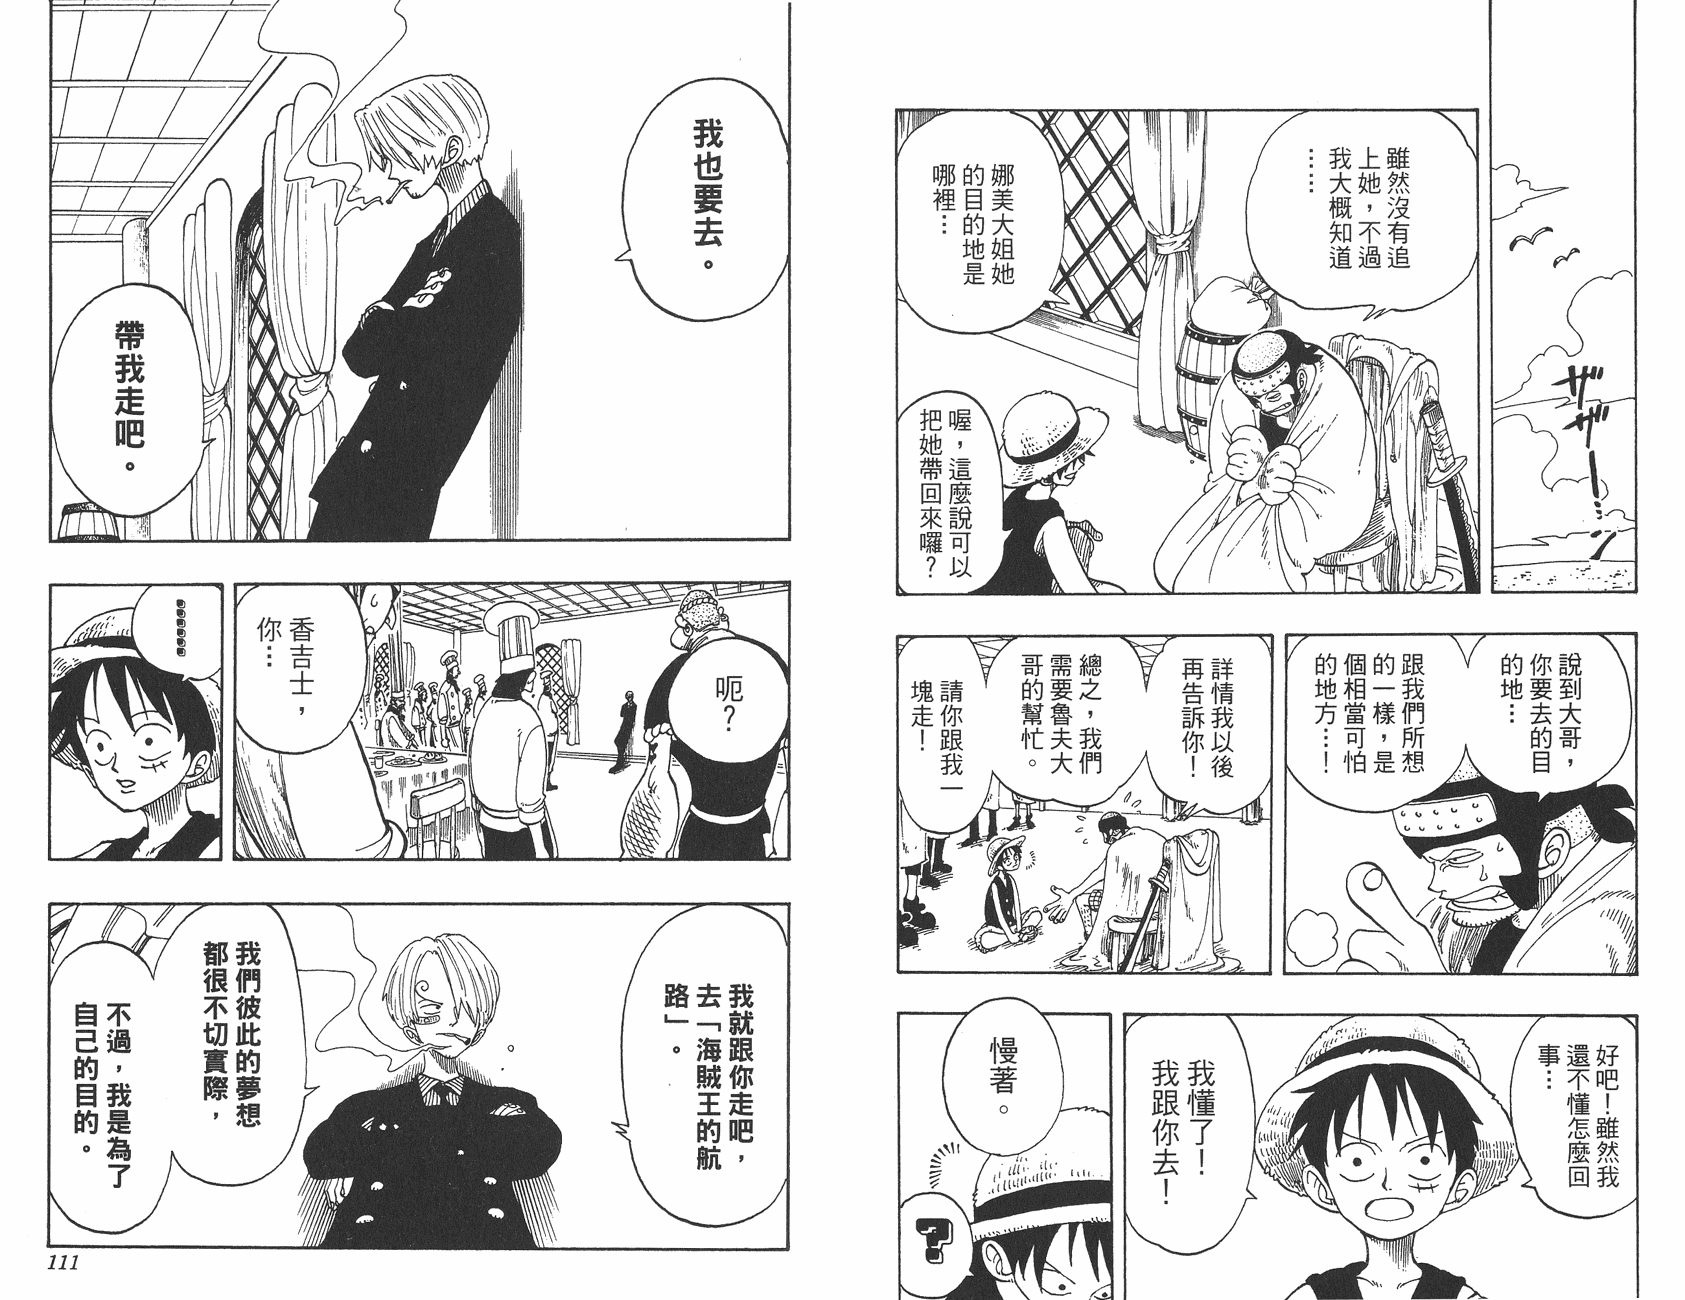 ザザ…ーン
雖然沒有追
上她，不過
我大概知道
……
娜美大姐她
的目的地是
哪裡…
喔，這麼說可以
把她帶回來囉？
說到大哥，
你要去的目
的地…
跟我們所想
的一樣，是
個相當可怕
的地方……！
詳情我以後
再告訴你！
總之，我們
需要魯夫大
哥的幫忙。
請你跟我一
塊走！
好吧！雖然我
還不懂怎麼回
事…
我懂了！
我跟你去！
慢著。
？
我也要去。
帶我走吧。
呃？
香吉士，
你…
……
我就跟你走吧，
去「海賊王的航
路」。
我們彼此的夢想
都很不切實際，
不過，我是為了
自己的目的。
111